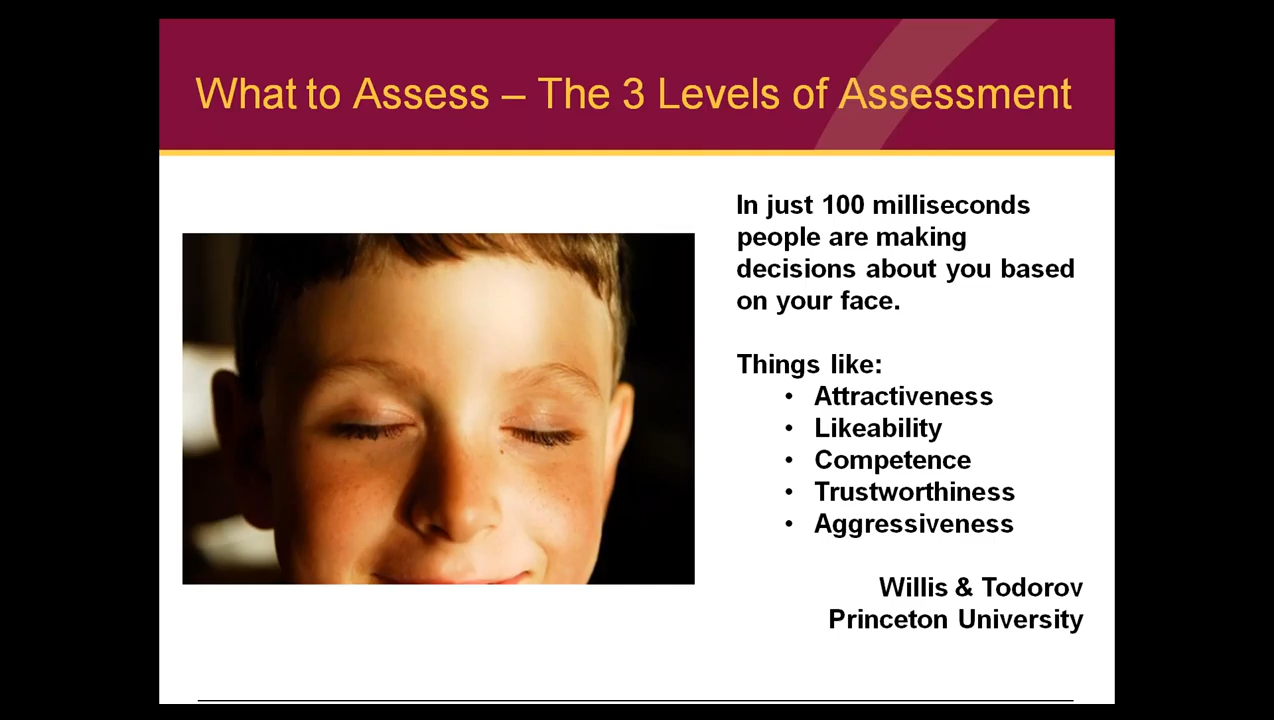 What to Assess – The 3 Levels of Assessment
In just 100 milliseconds
people are making
decisions about you based
on your face.
Things like:
• Attractiveness
• Likeability
• Competence
• Trustworthiness
• Aggressiveness
Willis & Todorov
Princeton University